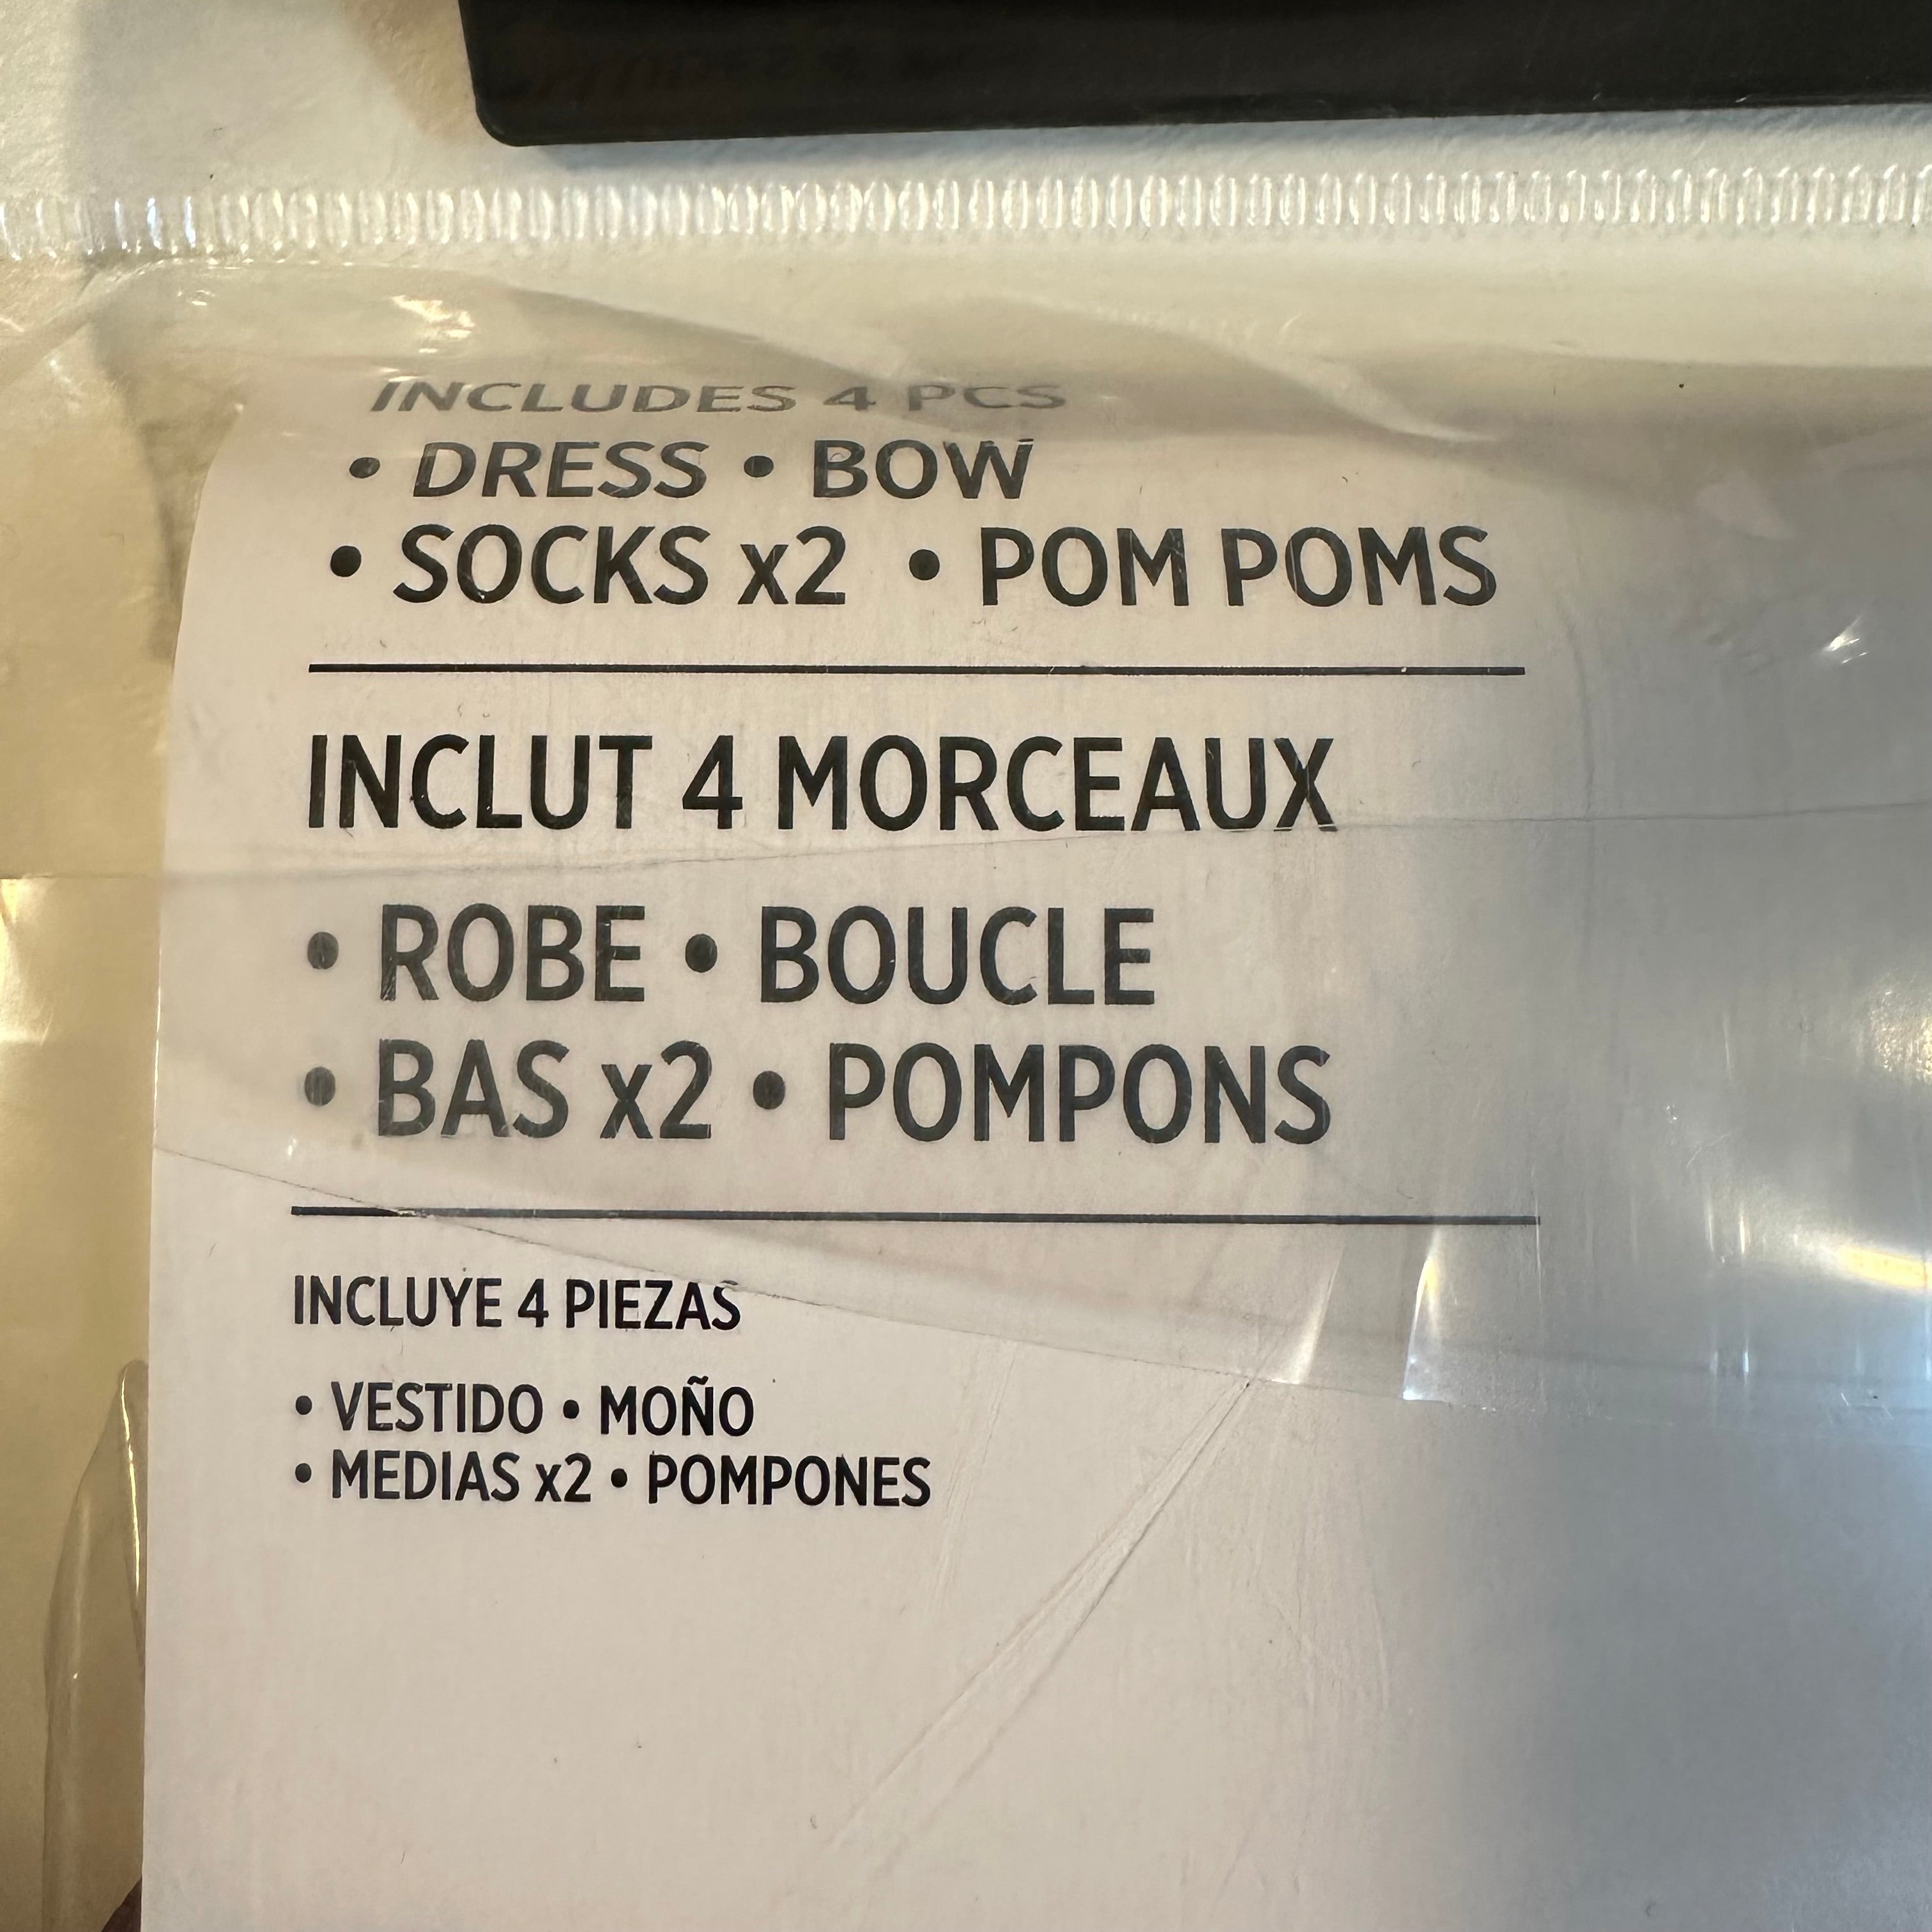 INCLUDES 4 PCS
• DRESS • BOW
• SOCKS x2 • POM POMS
INCLUT 4 MORCEAUX
• ROBE • BOUCLE
• BAS x2 • POMPONS
INCLUYE 4 PIEZAS
• VESTIDO • MOÑO
• MEDIAS x2 • POMPONES